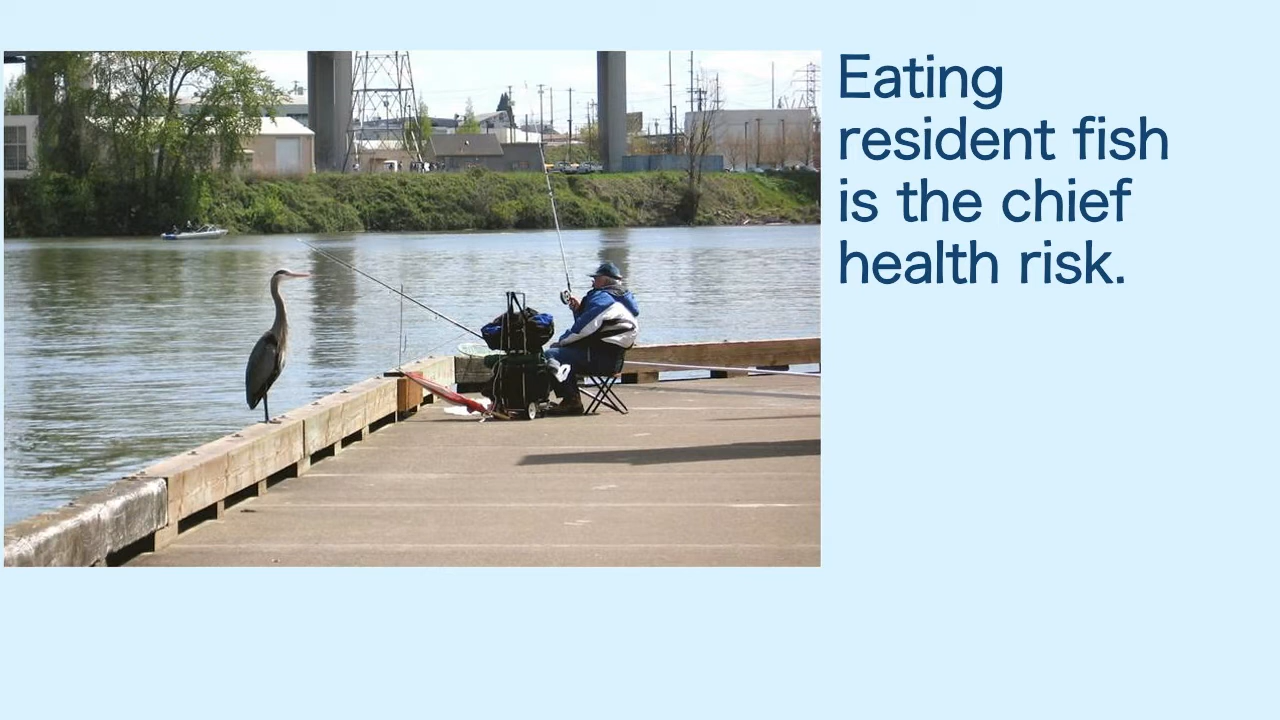 Eating
resident fish
is the chief
health risk.